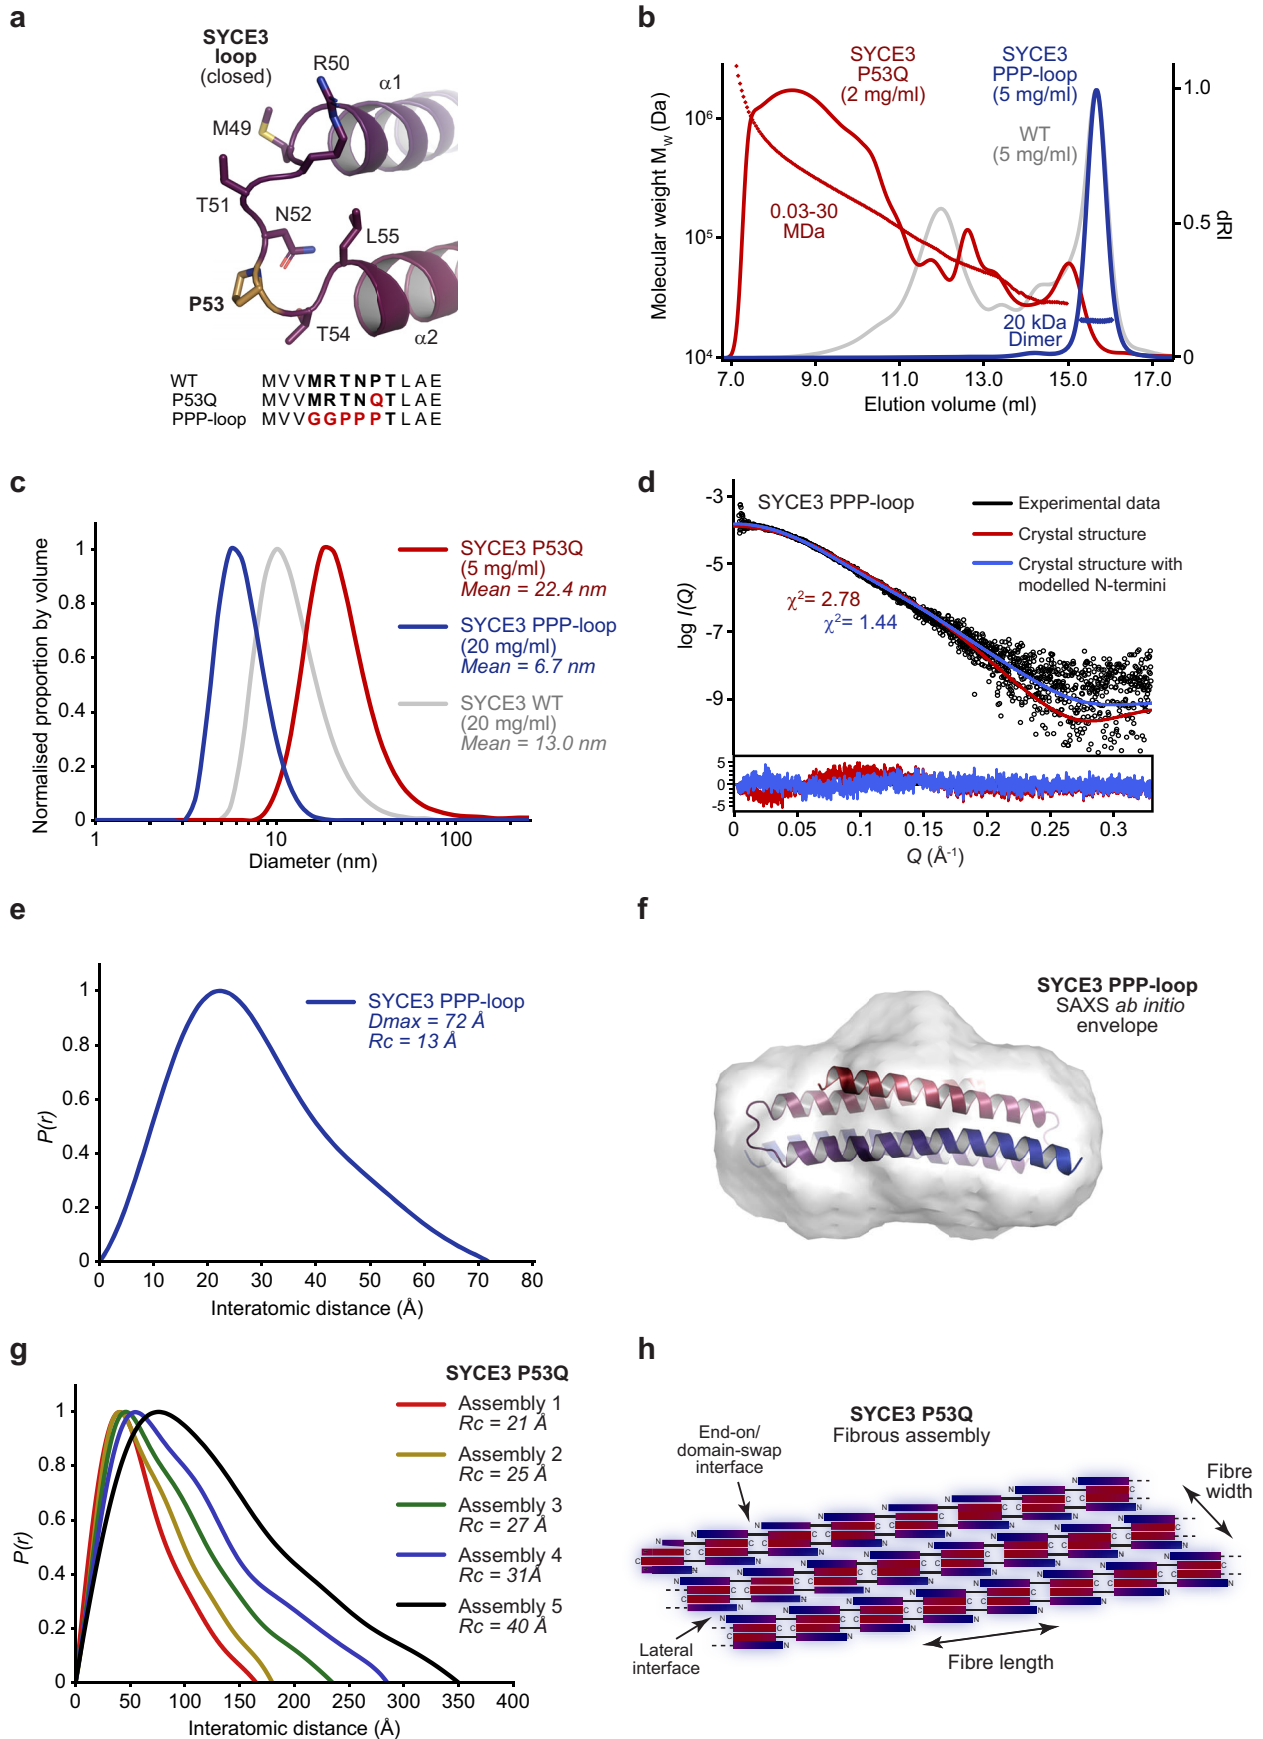 a
SYCE3
loop
(closed)
R50
α1
M49
T51
N52
L55
P53
T54
α2
WT MVVMRTNPTLAE
P53Q MVVMRTNQTLAE
PPP-loop MVVGGPPPTLAE
b
SYCE3
P53Q
(2 mg/ml)
SYCE3
PPP-loop
(5 mg/ml)
WT
(5 mg/ml)
0.03-30
MDa
20 kDa
Dimer
Molecular weight Mw (Da)
10⁶
10⁵
10⁴
dRI
1.0
0.5
0
7.0 9.0 11.0 13.0 15.0 17.0
Elution volume (ml)
c
Normalised proportion by volume
1
0.8
0.6
0.4
0.2
0
1 10 100
Diameter (nm)
SYCE3 P53Q
(5 mg/ml)
Mean = 22.4 nm
SYCE3 PPP-loop
(20 mg/ml)
Mean = 6.7 nm
SYCE3 WT
(20 mg/ml)
Mean = 13.0 nm
d
SYCE3 PPP-loop
Experimental data
Crystal structure
Crystal structure with
modelled N-termini
χ²= 2.78
χ²= 1.44
log I(Q)
-3
-5
-7
-9
5
-5
0 0.05 0.1 0.15 0.2 0.25 0.3
Q (Å⁻¹)
e
P(r)
1
0.8
0.6
0.4
0.2
0
0 10 20 30 40 50 60 70 80
Interatomic distance (Å)
SYCE3 PPP-loop
Dmax = 72 Å
Rc = 13 Å
f
SYCE3 PPP-loop
SAXS ab initio
envelope
g
SYCE3 P53Q
Assembly 1
Rc = 21 Å
Assembly 2
Rc = 25 Å
Assembly 3
Rc = 27 Å
Assembly 4
Rc = 31Å
Assembly 5
Rc = 40 Å
P(r)
1
0.8
0.6
0.4
0.2
0
0 50 100 150 200 250 300 350 400
Interatomic distance (Å)
h
SYCE3 P53Q
Fibrous assembly
End-on/
domain-swap
interface
Fibre
width
Lateral
interface
Fibre length